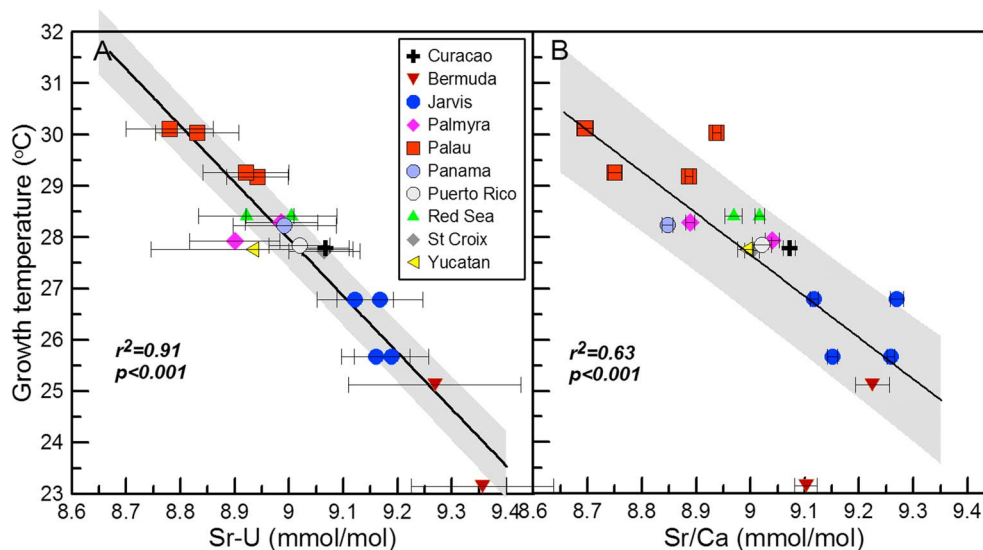 A
B
Growth temperature (°C)
32
31
30
29
28
27
26
25
24
23
Curacao
Bermuda
Jarvis
Palmyra
Palau
Panama
Puerto Rico
Red Sea
St Croix
Yucatan
r²=0.91
p<0.001
r²=0.63
p<0.001
8.6 8.7 8.8 8.9 9 9.1 9.2 9.3 9.4
8.6 8.7 8.8 8.9 9 9.1 9.2 9.3 9.4
Sr-U (mmol/mol)
Sr/Ca (mmol/mol)